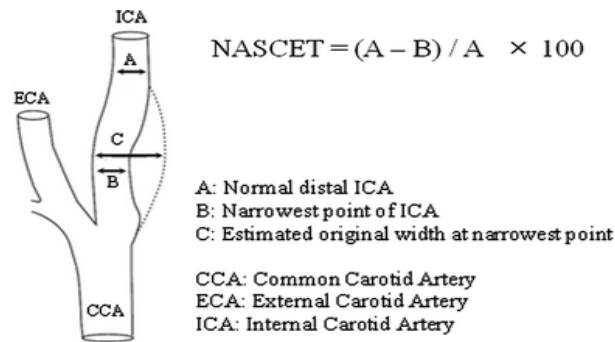 ICA
NASCET = (A – B) / A × 100
A
ECA
C
B
A: Normal distal ICA
B: Narrowest point of ICA
C: Estimated original width at narrowest point
CCA: Common Carotid Artery
ECA: External Carotid Artery
CCA
ICA: Internal Carotid Artery